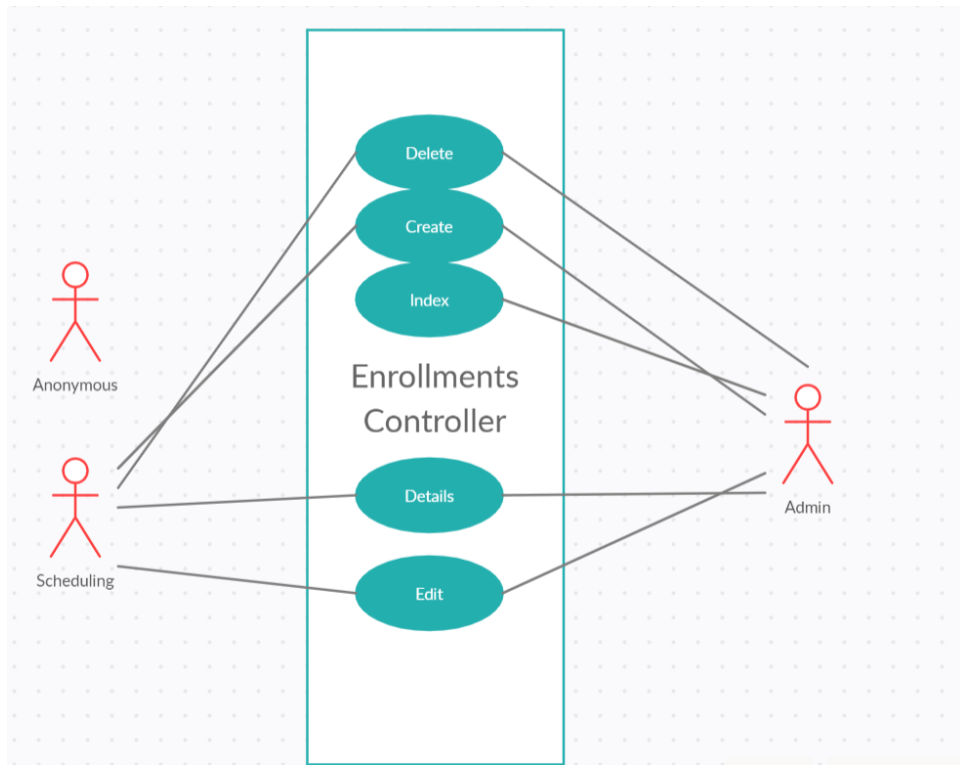 Delete
Create
Index
Anonymous
Enrollments
Controller
Details
Admin
Scheduling
Edit